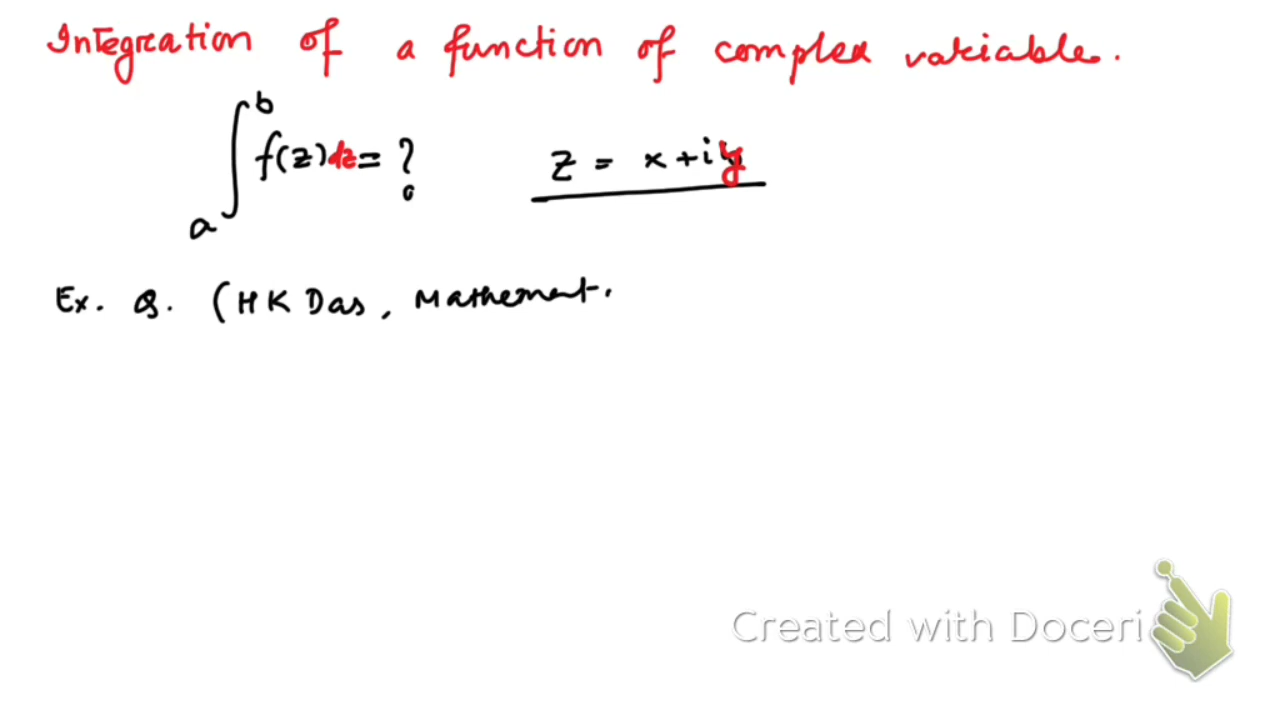 Integration of a function of complex variable.
∫_a^b f(z)dz = ? z = x + iy
Ex. Q. (HK Das, Mathemat.
Created with Doceri